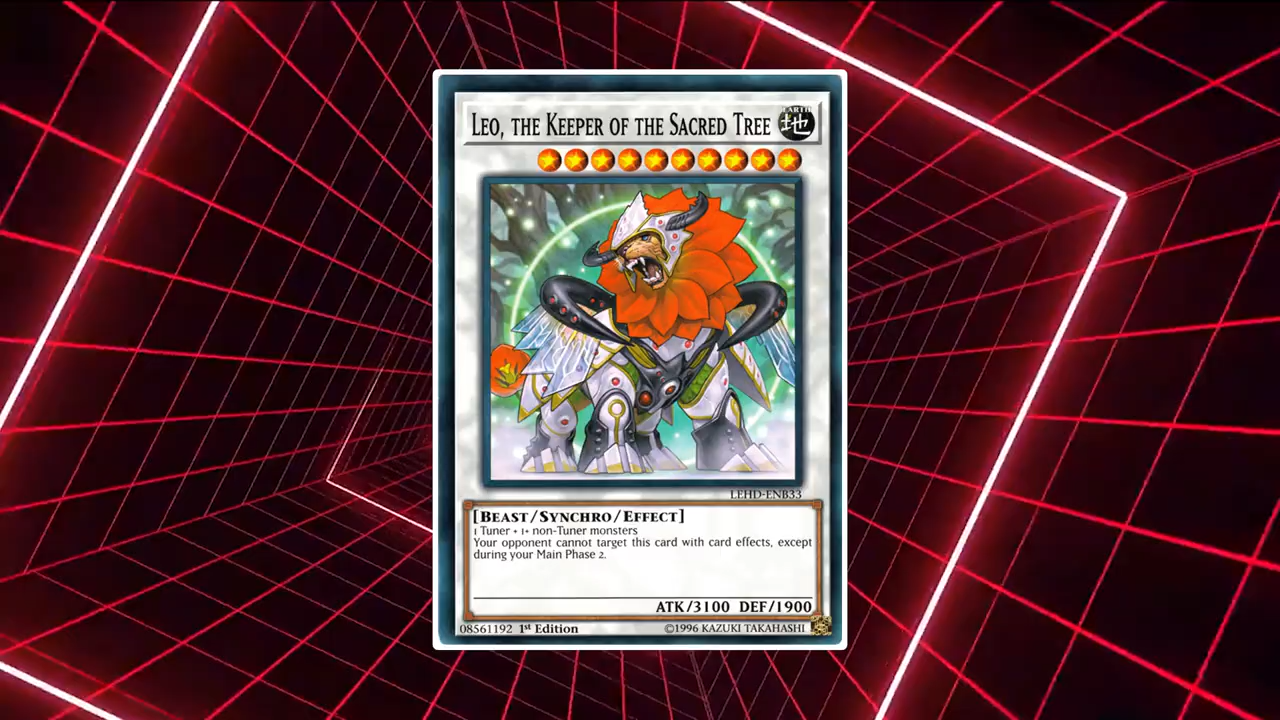 LEO, THE KEEPER OF THE SACRED TREE
EARTH
地
LEHD-ENB33
[BEAST/SYNCHRO/EFFECT]
1 Tuner + 1+ non-Tuner monsters
Your opponent cannot target this card with card effects, except
during your Main Phase 2.
ATK/3100 DEF/1900
08561192 1st Edition ©1996 KAZUKI TAKAHASHI